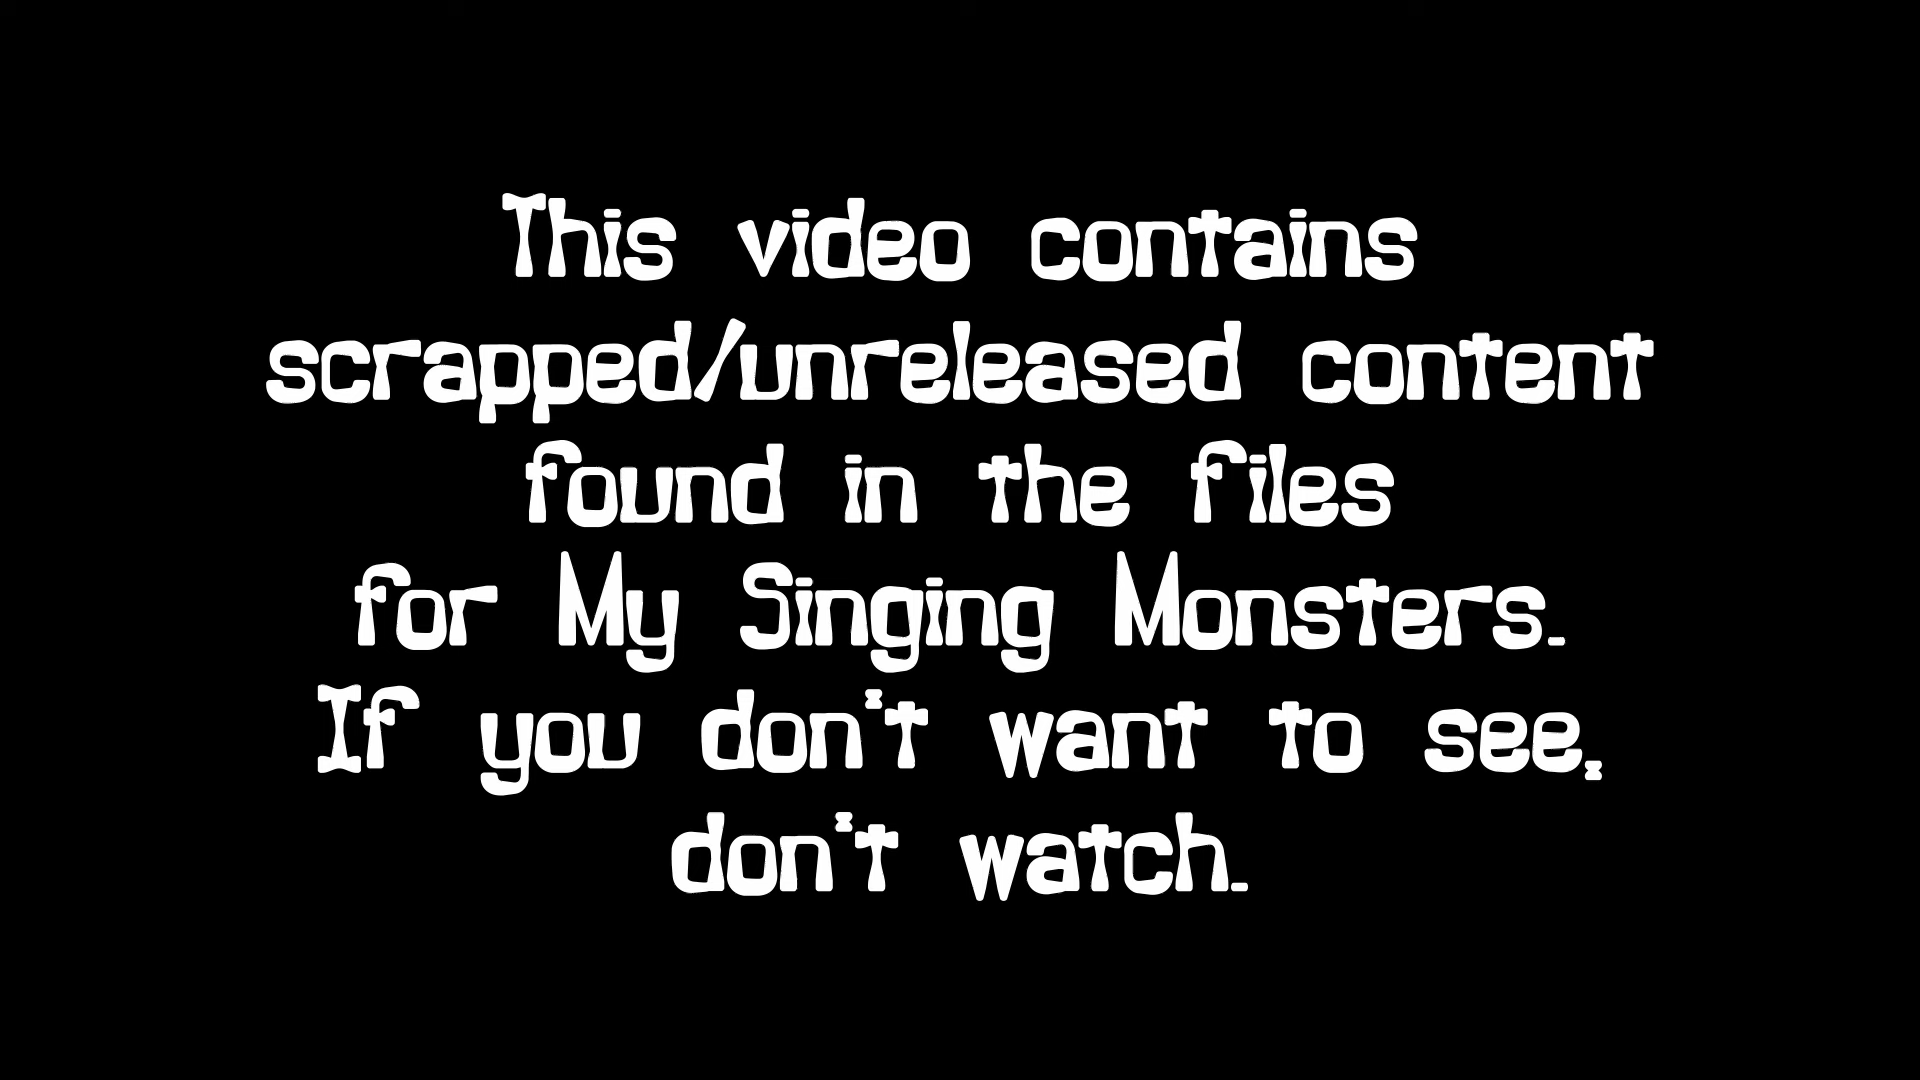 This video contains
scrapped/unreleased content
found in the files
for My Singing Monsters.
If you don't want to see,
don't watch.